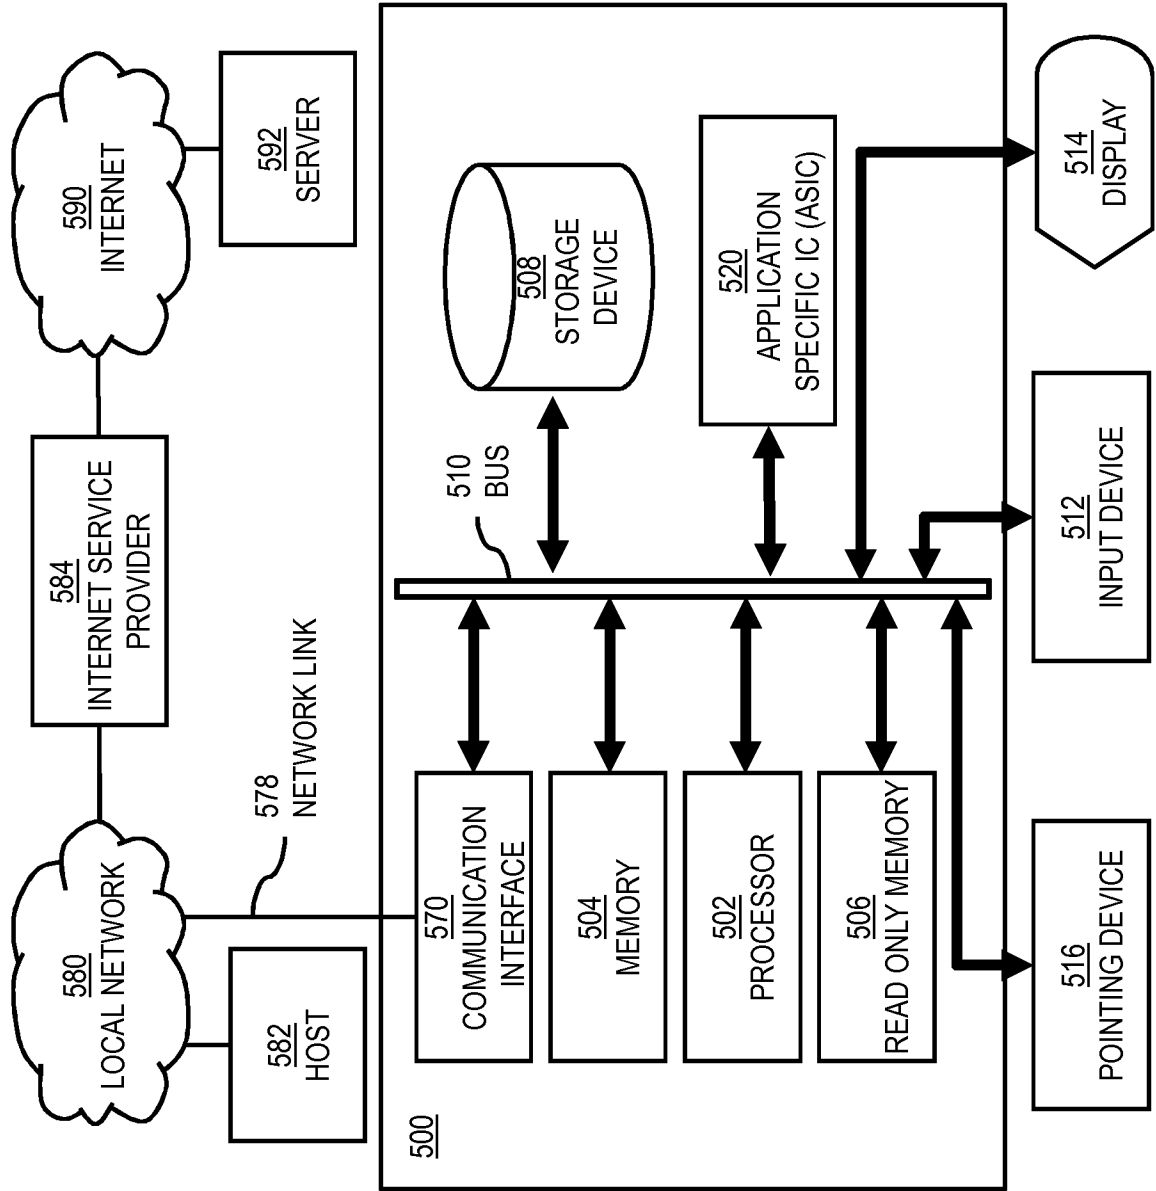 580
LOCAL NETWORK
584
INTERNET SERVICE
PROVIDER
590
INTERNET
582
HOST
578
NETWORK LINK
592
SERVER
500
570
COMMUNICATION
INTERFACE
504
MEMORY
502
PROCESSOR
506
READ ONLY MEMORY
510
BUS
508
STORAGE
DEVICE
520
APPLICATION
SPECIFIC IC (ASIC)
516
POINTING DEVICE
512
INPUT DEVICE
514
DISPLAY